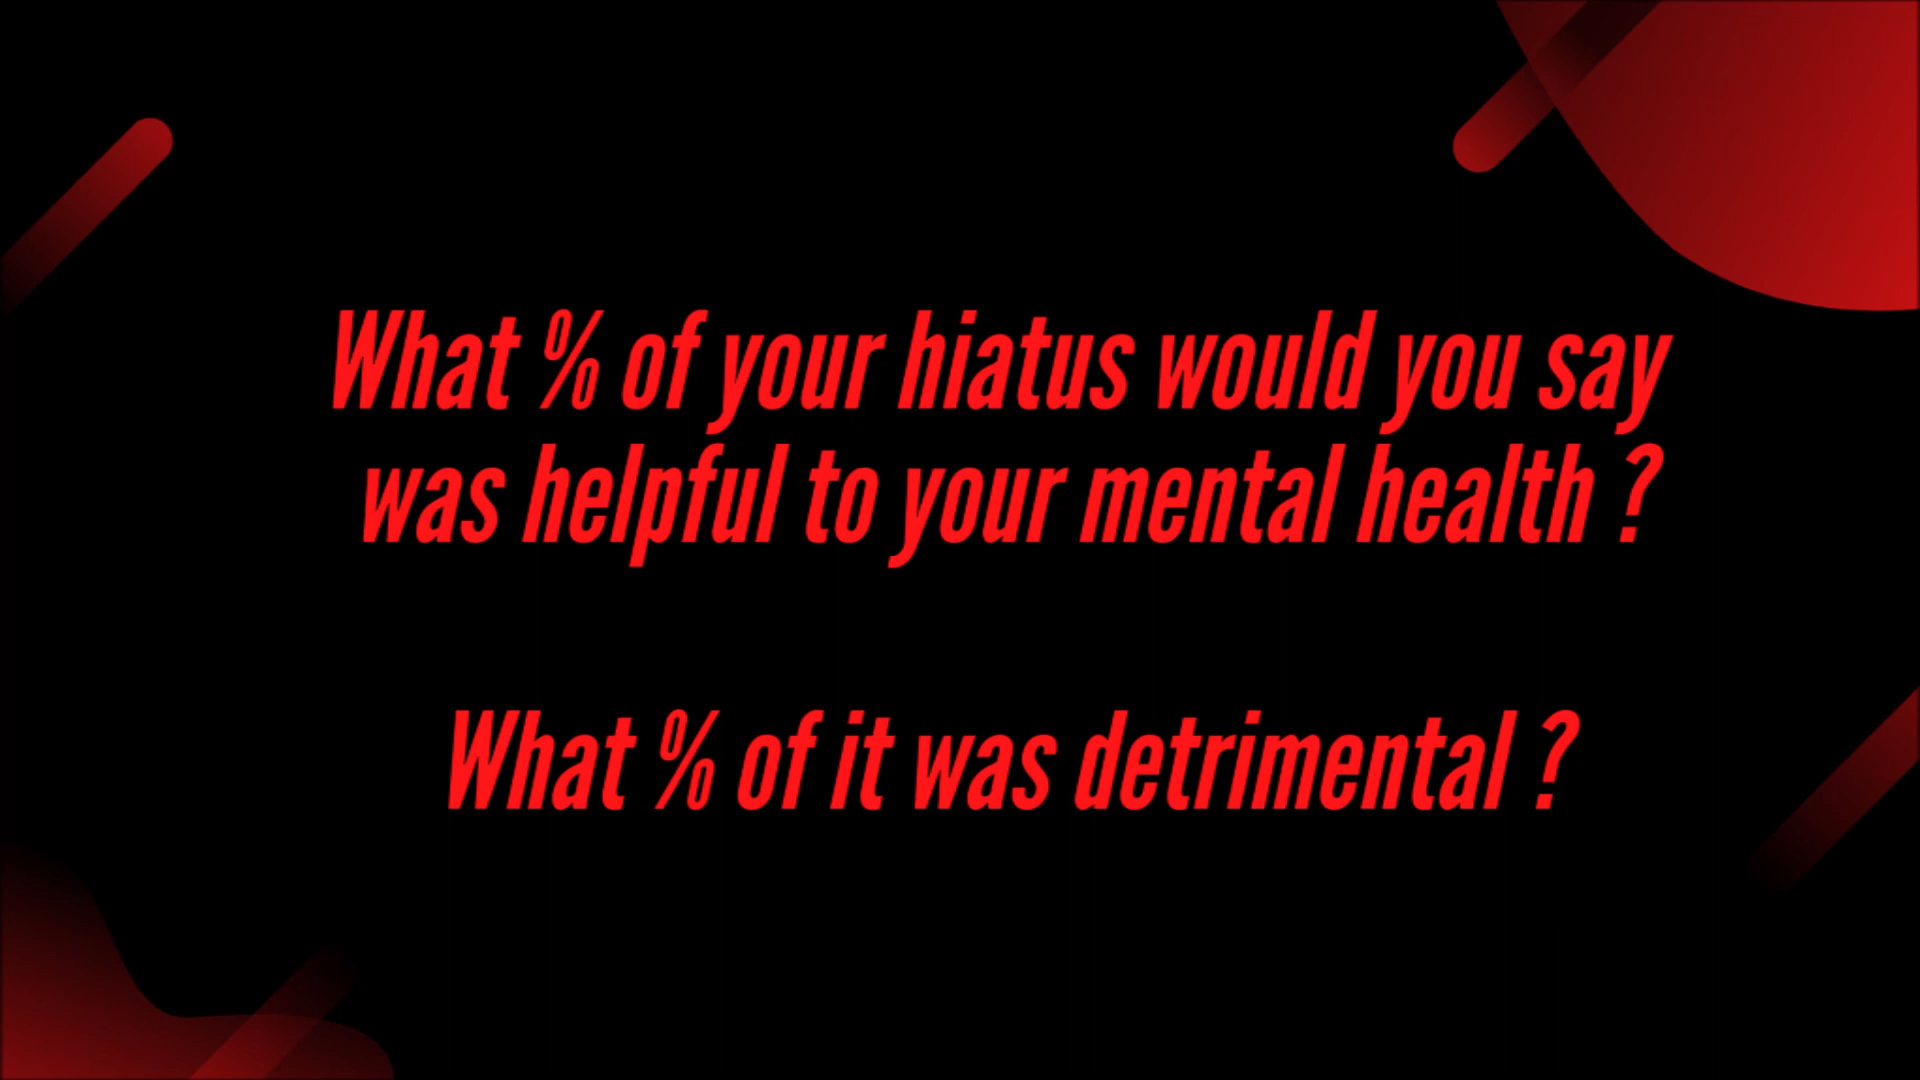 What % of your hiatus would you say
was helpful to your mental health ?
What % of it was detrimental ?